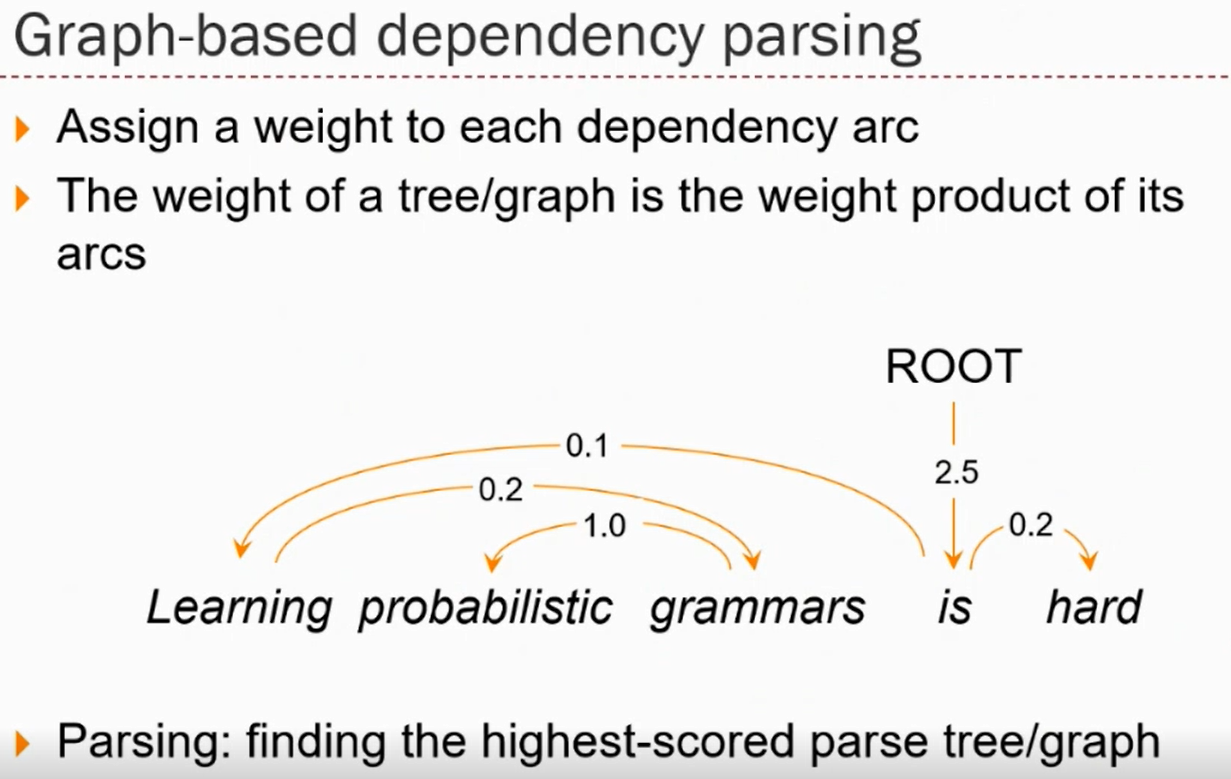 Graph-based dependency parsing
Assign a weight to each dependency arc
The weight of a tree/graph is the weight product of its
arcs
ROOT
0.1
2.5
0.2
1.0
0.2
Learning probabilistic grammars is hard
Parsing: finding the highest-scored parse tree/graph